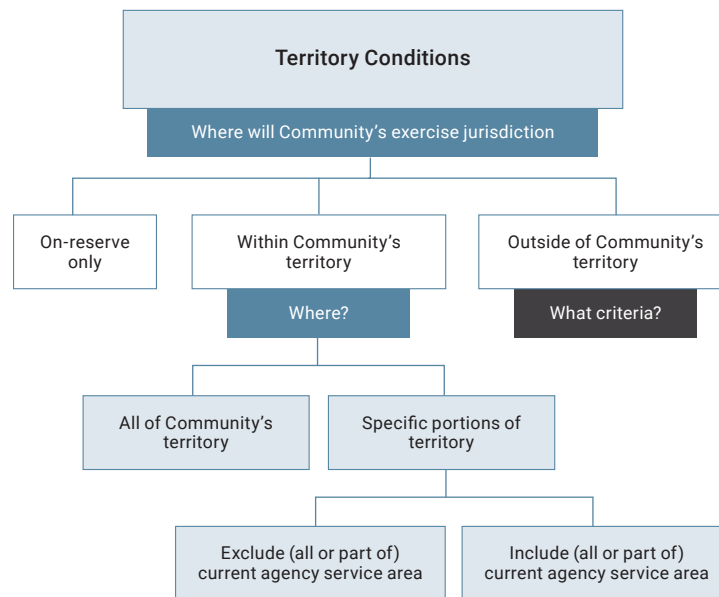 Territory Conditions
Where will Community's exercise jurisdiction
On-reserve
only
Within Community's
territory
Outside of Community's
territory
Where?
What criteria?
All of Community's
territory
Specific portions of
territory
Exclude (all or part of)
current agency service area
Include (all or part of)
current agency service area